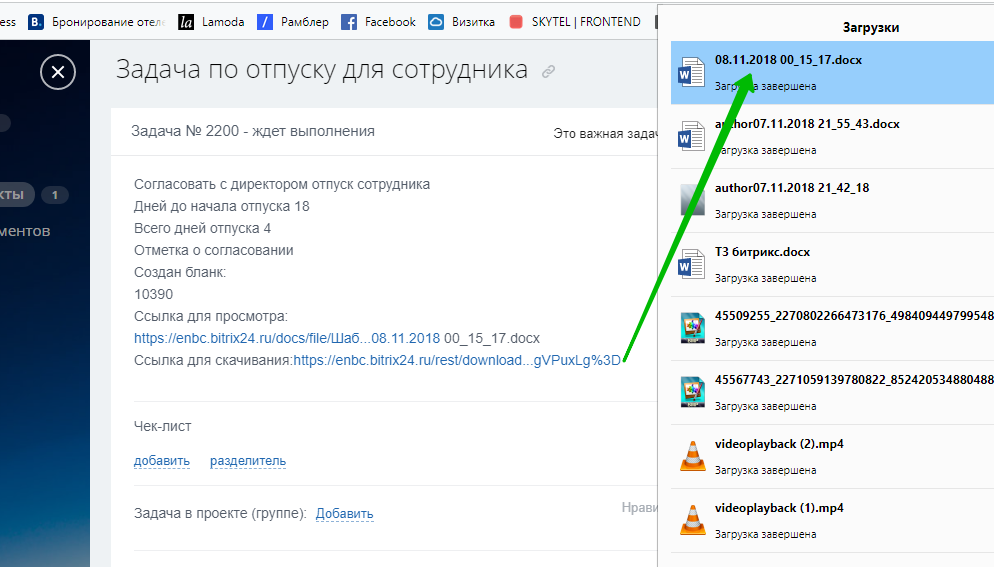 ess Бронирование отеле Lamoda Рамблер Facebook Визитка SKYTEL | FRONTEND
Задача по отпуску для сотрудника
Задача № 2200 - ждет выполнения
Это важная задач
Согласовать с директором отпуск сотрудника
Дней до начала отпуска 18
Всего дней отпуска 4
Отметка о согласовании
Создан бланк:
10390
Ссылка для просмотра:
https://enbc.bitrix24.ru/docs/file/Шаб...08.11.2018 00_15_17.docx
Ссылка для скачивания:https://enbc.bitrix24.ru/rest/download...gVPuxLg%3D
Чек-лист
добавить разделитель
Задача в проекте (группе): Добавить
Нрави
кты 1
ментов
Загрузки
08.11.2018 00_15_17.docx
Загрузка завершена
author07.11.2018 21_55_43.docx
Загрузка завершена
author07.11.2018 21_42_18
Загрузка завершена
ТЗ битрикс.docx
Загрузка завершена
45509255_2270802266473176_498409449799548
Загрузка завершена
45567743_2271059139780822_852420534880488
Загрузка завершена
videoplayback (2).mp4
Загрузка завершена
videoplayback (1).mp4
Загрузка завершена